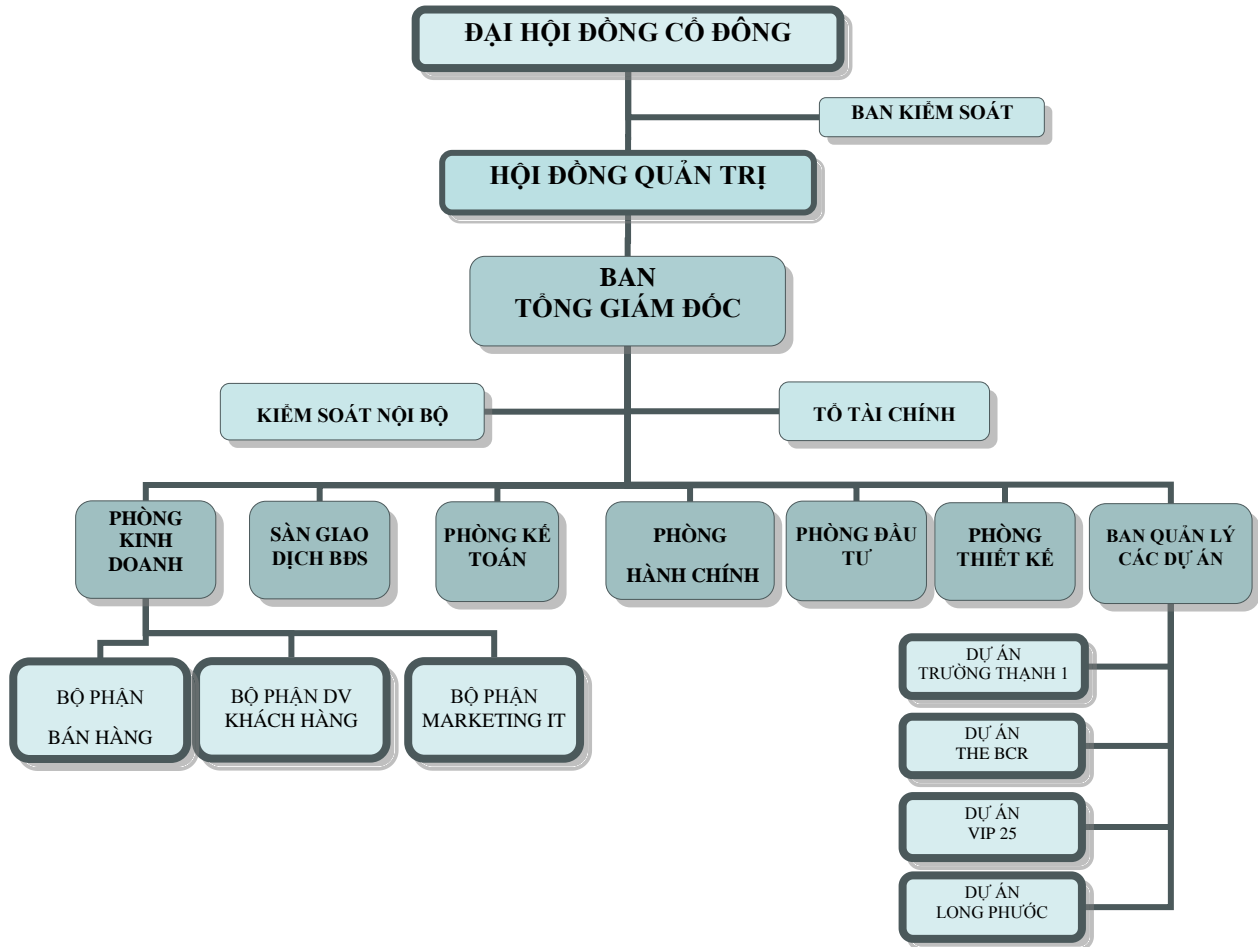 ĐẠI HỘI ĐỒNG CỔ ĐÔNG
BAN KIỂM SOÁT
HỘI ĐỒNG QUẢN TRỊ
BAN
TỔNG GIÁM ĐỐC
KIỂM SOÁT NỘI BỘ
TỔ TÀI CHÍNH
PHÒNG
KINH
DOANH
SÀN GIAO
DỊCH BĐS
PHÒNG KẾ
TOÁN
PHÒNG
HÀNH CHÍNH
PHÒNG ĐẦU
TƯ
PHÒNG
THIẾT KẾ
BAN QUẢN LÝ
CÁC DỰ ÁN
BỘ PHẬN
BÁN HÀNG
BỘ PHẬN DV
KHÁCH HÀNG
BỘ PHẬN
MARKETING IT
DỰ ÁN
TRƯỜNG THẠNH 1
DỰ ÁN
THE BCR
DỰ ÁN
VIP 25
DỰ ÁN
LONG PHƯỚC